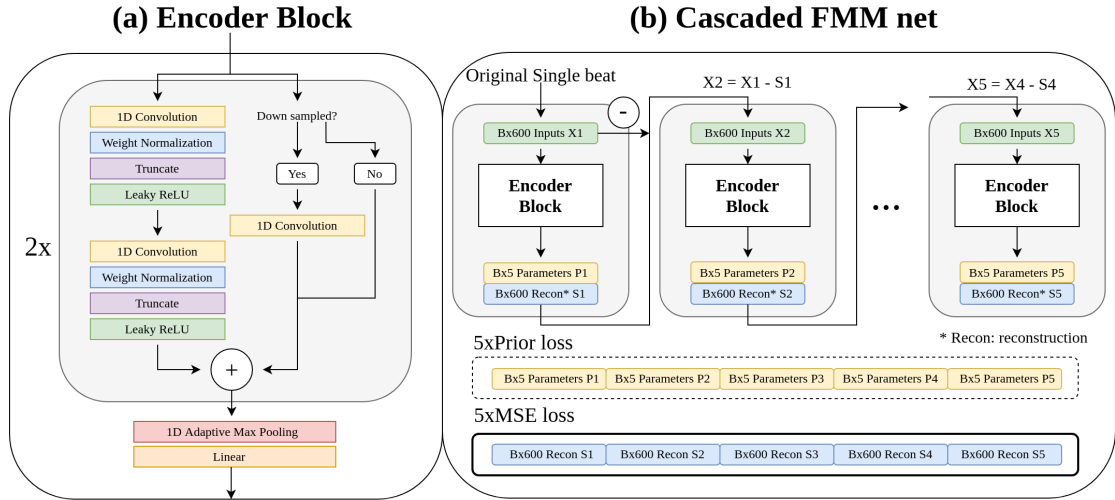 (a) Encoder Block
1D Convolution
Weight Normalization
Truncate
Leaky ReLU
1D Convolution
Weight Normalization
Truncate
Leaky ReLU
Down sampled?
Yes
No
1D Convolution
2x
+
1D Adaptive Max Pooling
Linear
(b) Cascaded FMM net
Original Single beat
-
X2 = X1 - S1
X5 = X4 - S4
Bx600 Inputs X1
Encoder
Block
Bx5 Parameters P1
Bx600 Recon* S1
Bx600 Inputs X2
Encoder
Block
Bx5 Parameters P2
Bx600 Recon* S2
...
Bx600 Inputs X5
Encoder
Block
Bx5 Parameters P5
Bx600 Recon* S5
* Recon: reconstruction
5xPrior loss
Bx5 Parameters P1 Bx5 Parameters P2 Bx5 Parameters P3 Bx5 Parameters P4 Bx5 Parameters P5
5xMSE loss
Bx600 Recon S1 Bx600 Recon S2 Bx600 Recon S3 Bx600 Recon S4 Bx600 Recon S5